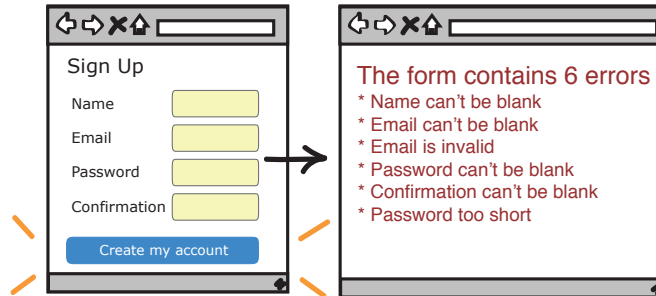 Sign Up
Name
Email
Password
Confirmation
Create my account
The form contains 6 errors
* Name can't be blank
* Email can't be blank
* Email is invalid
* Password can't be blank
* Confirmation can't be blank
* Password too short